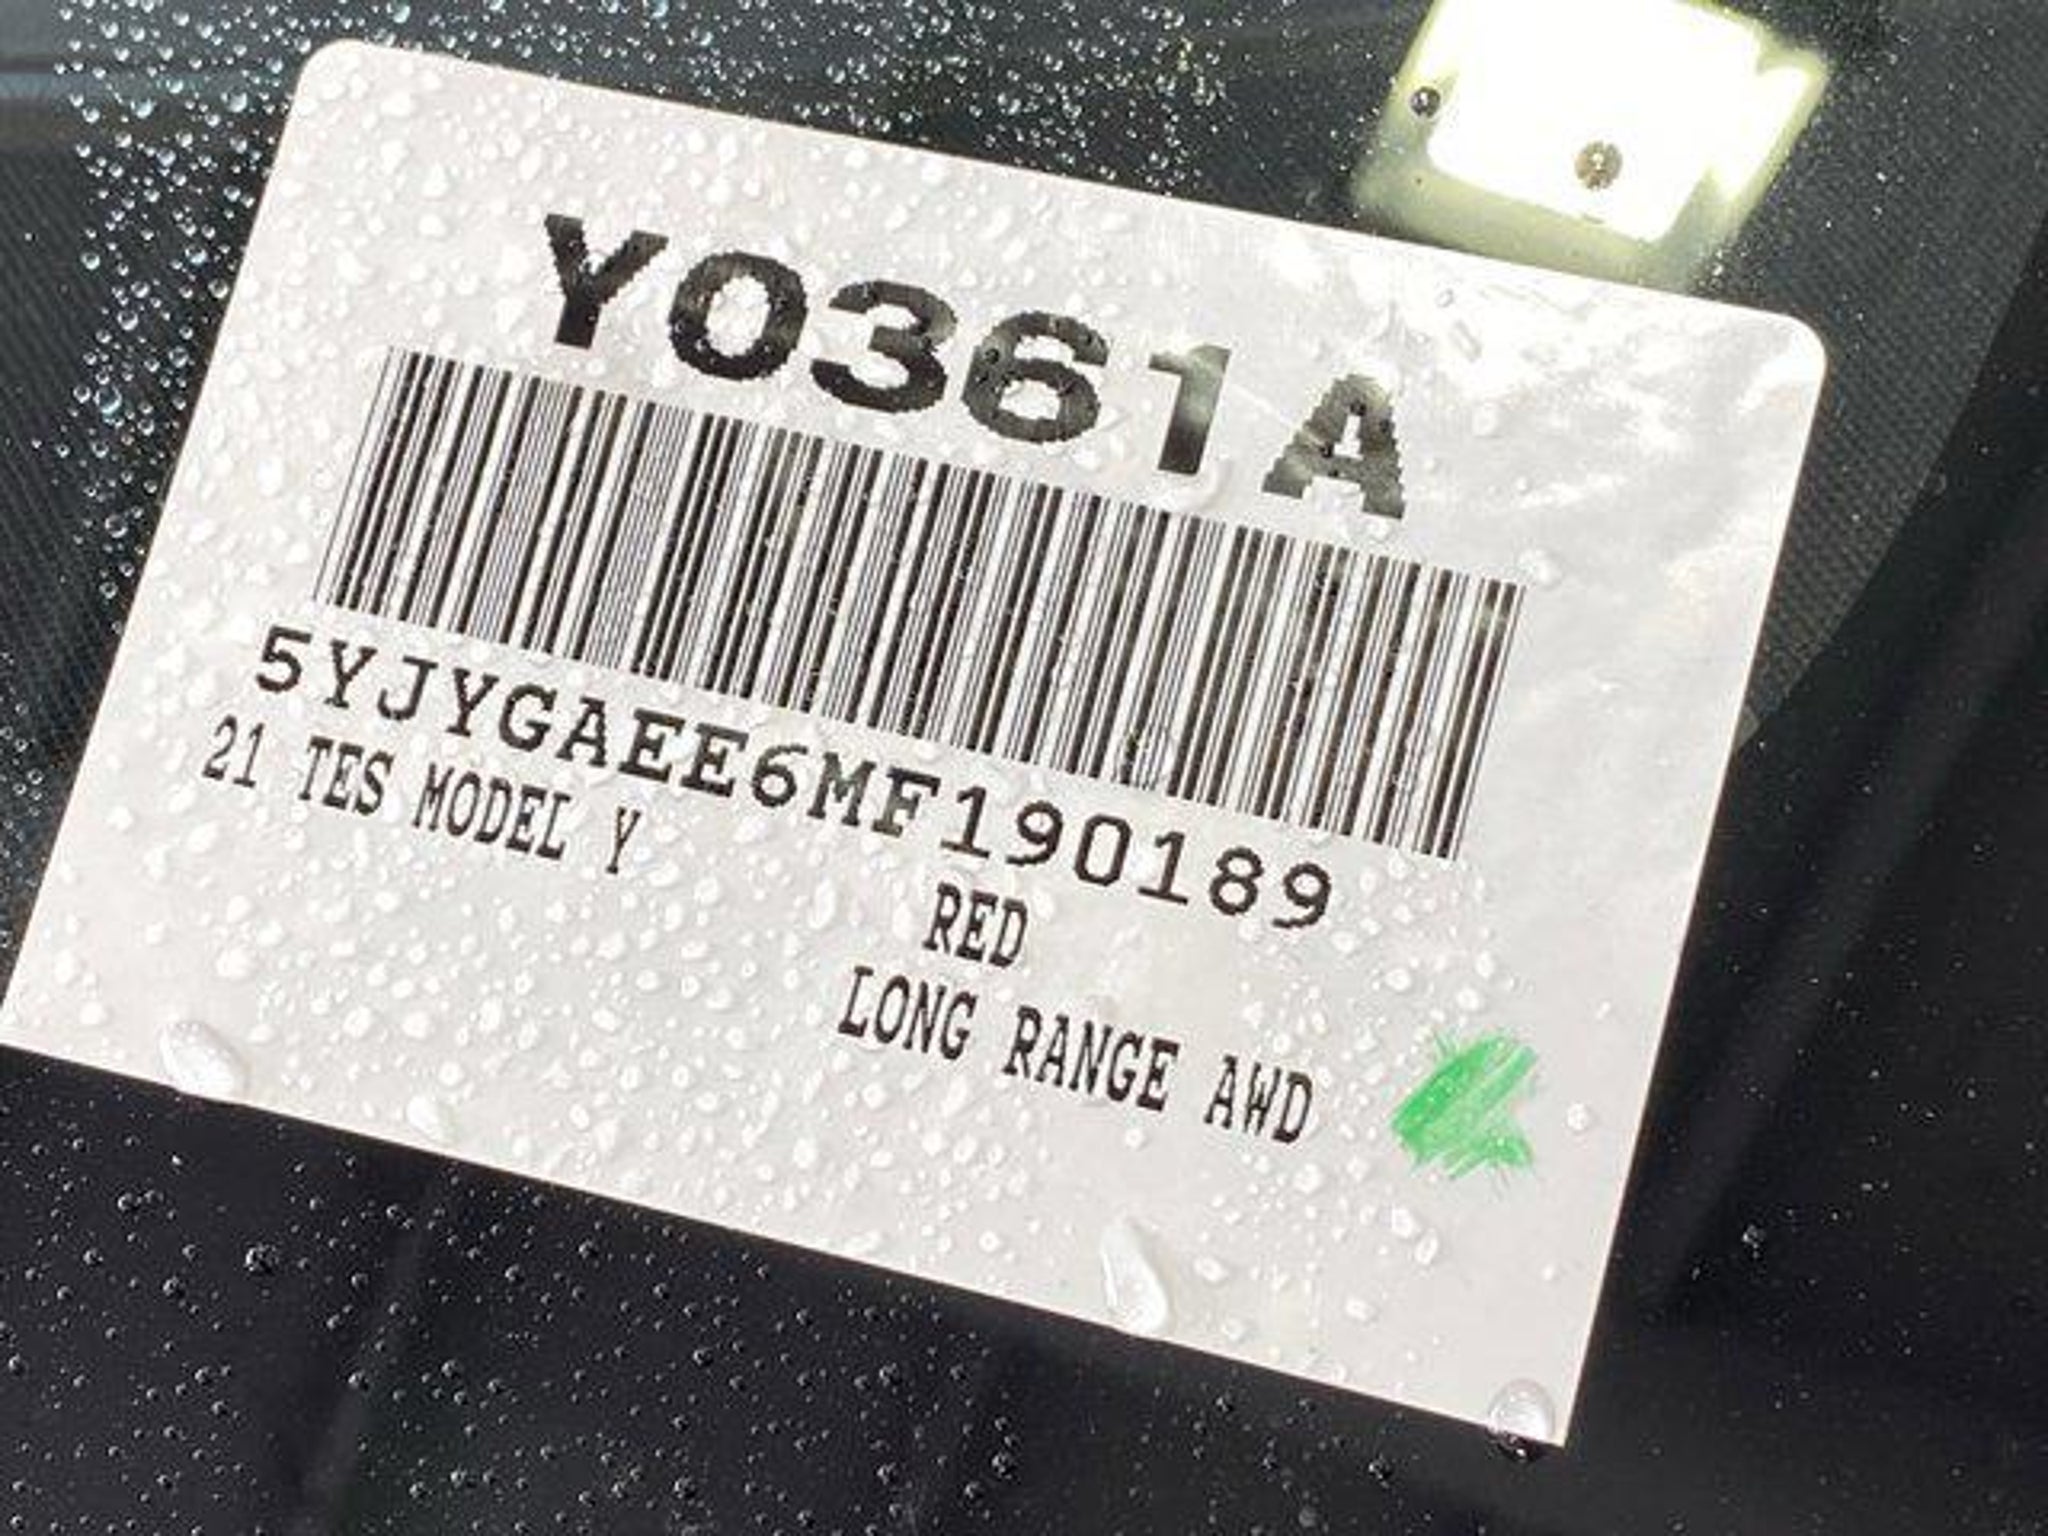 Y0361A
5YJYGAEE6MF190189
21 TES MODEL Y
RED
LONG RANGE AWD